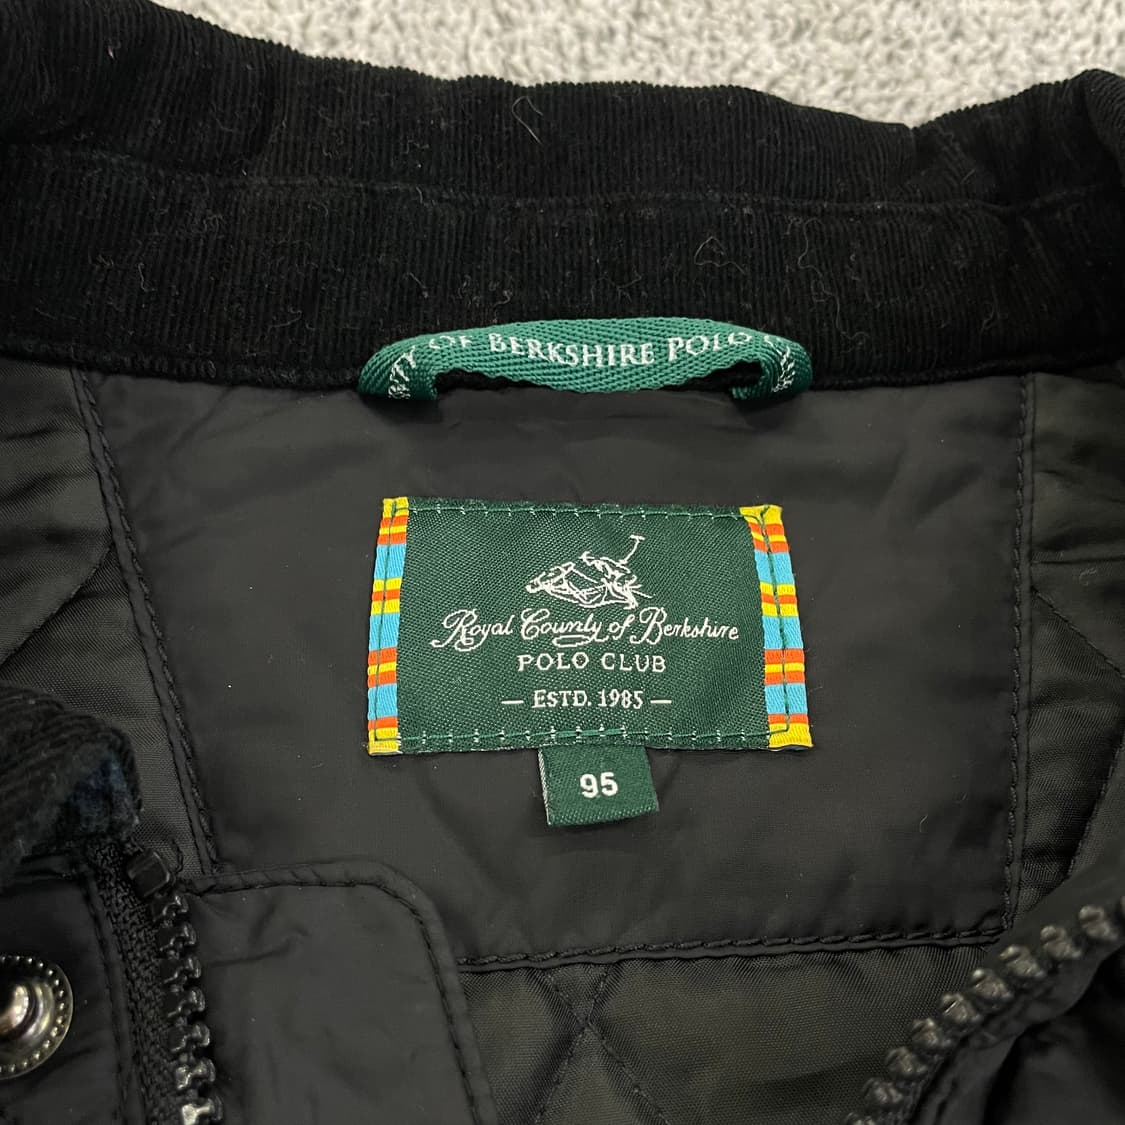 OF BERKSHIRE POLO
Royal County of Berkshire
POLO CLUB
— ESTD. 1985 —
95